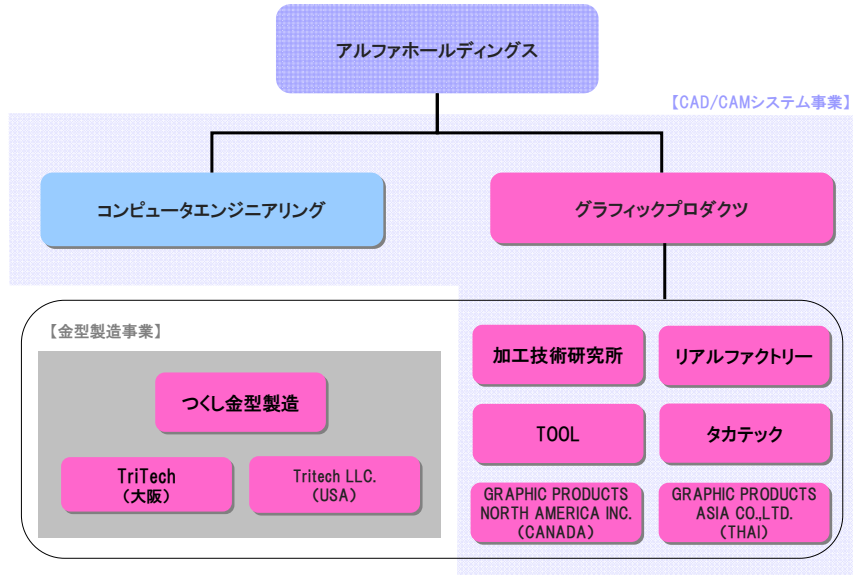 アルファホールディングス
【CAD/CAMシステム事業】
コンピュータエンジニアリング
グラフィックプロダクツ
【金型製造事業】
つくし金型製造
TriTech
（大阪）
Tritech LLC.
(USA)
加工技術研究所
リアルファクトリー
TOOL
タカテック
GRAPHIC PRODUCTS
NORTH AMERICA INC.
(CANADA)
GRAPHIC PRODUCTS
ASIA CO.,LTD.
(THAI)